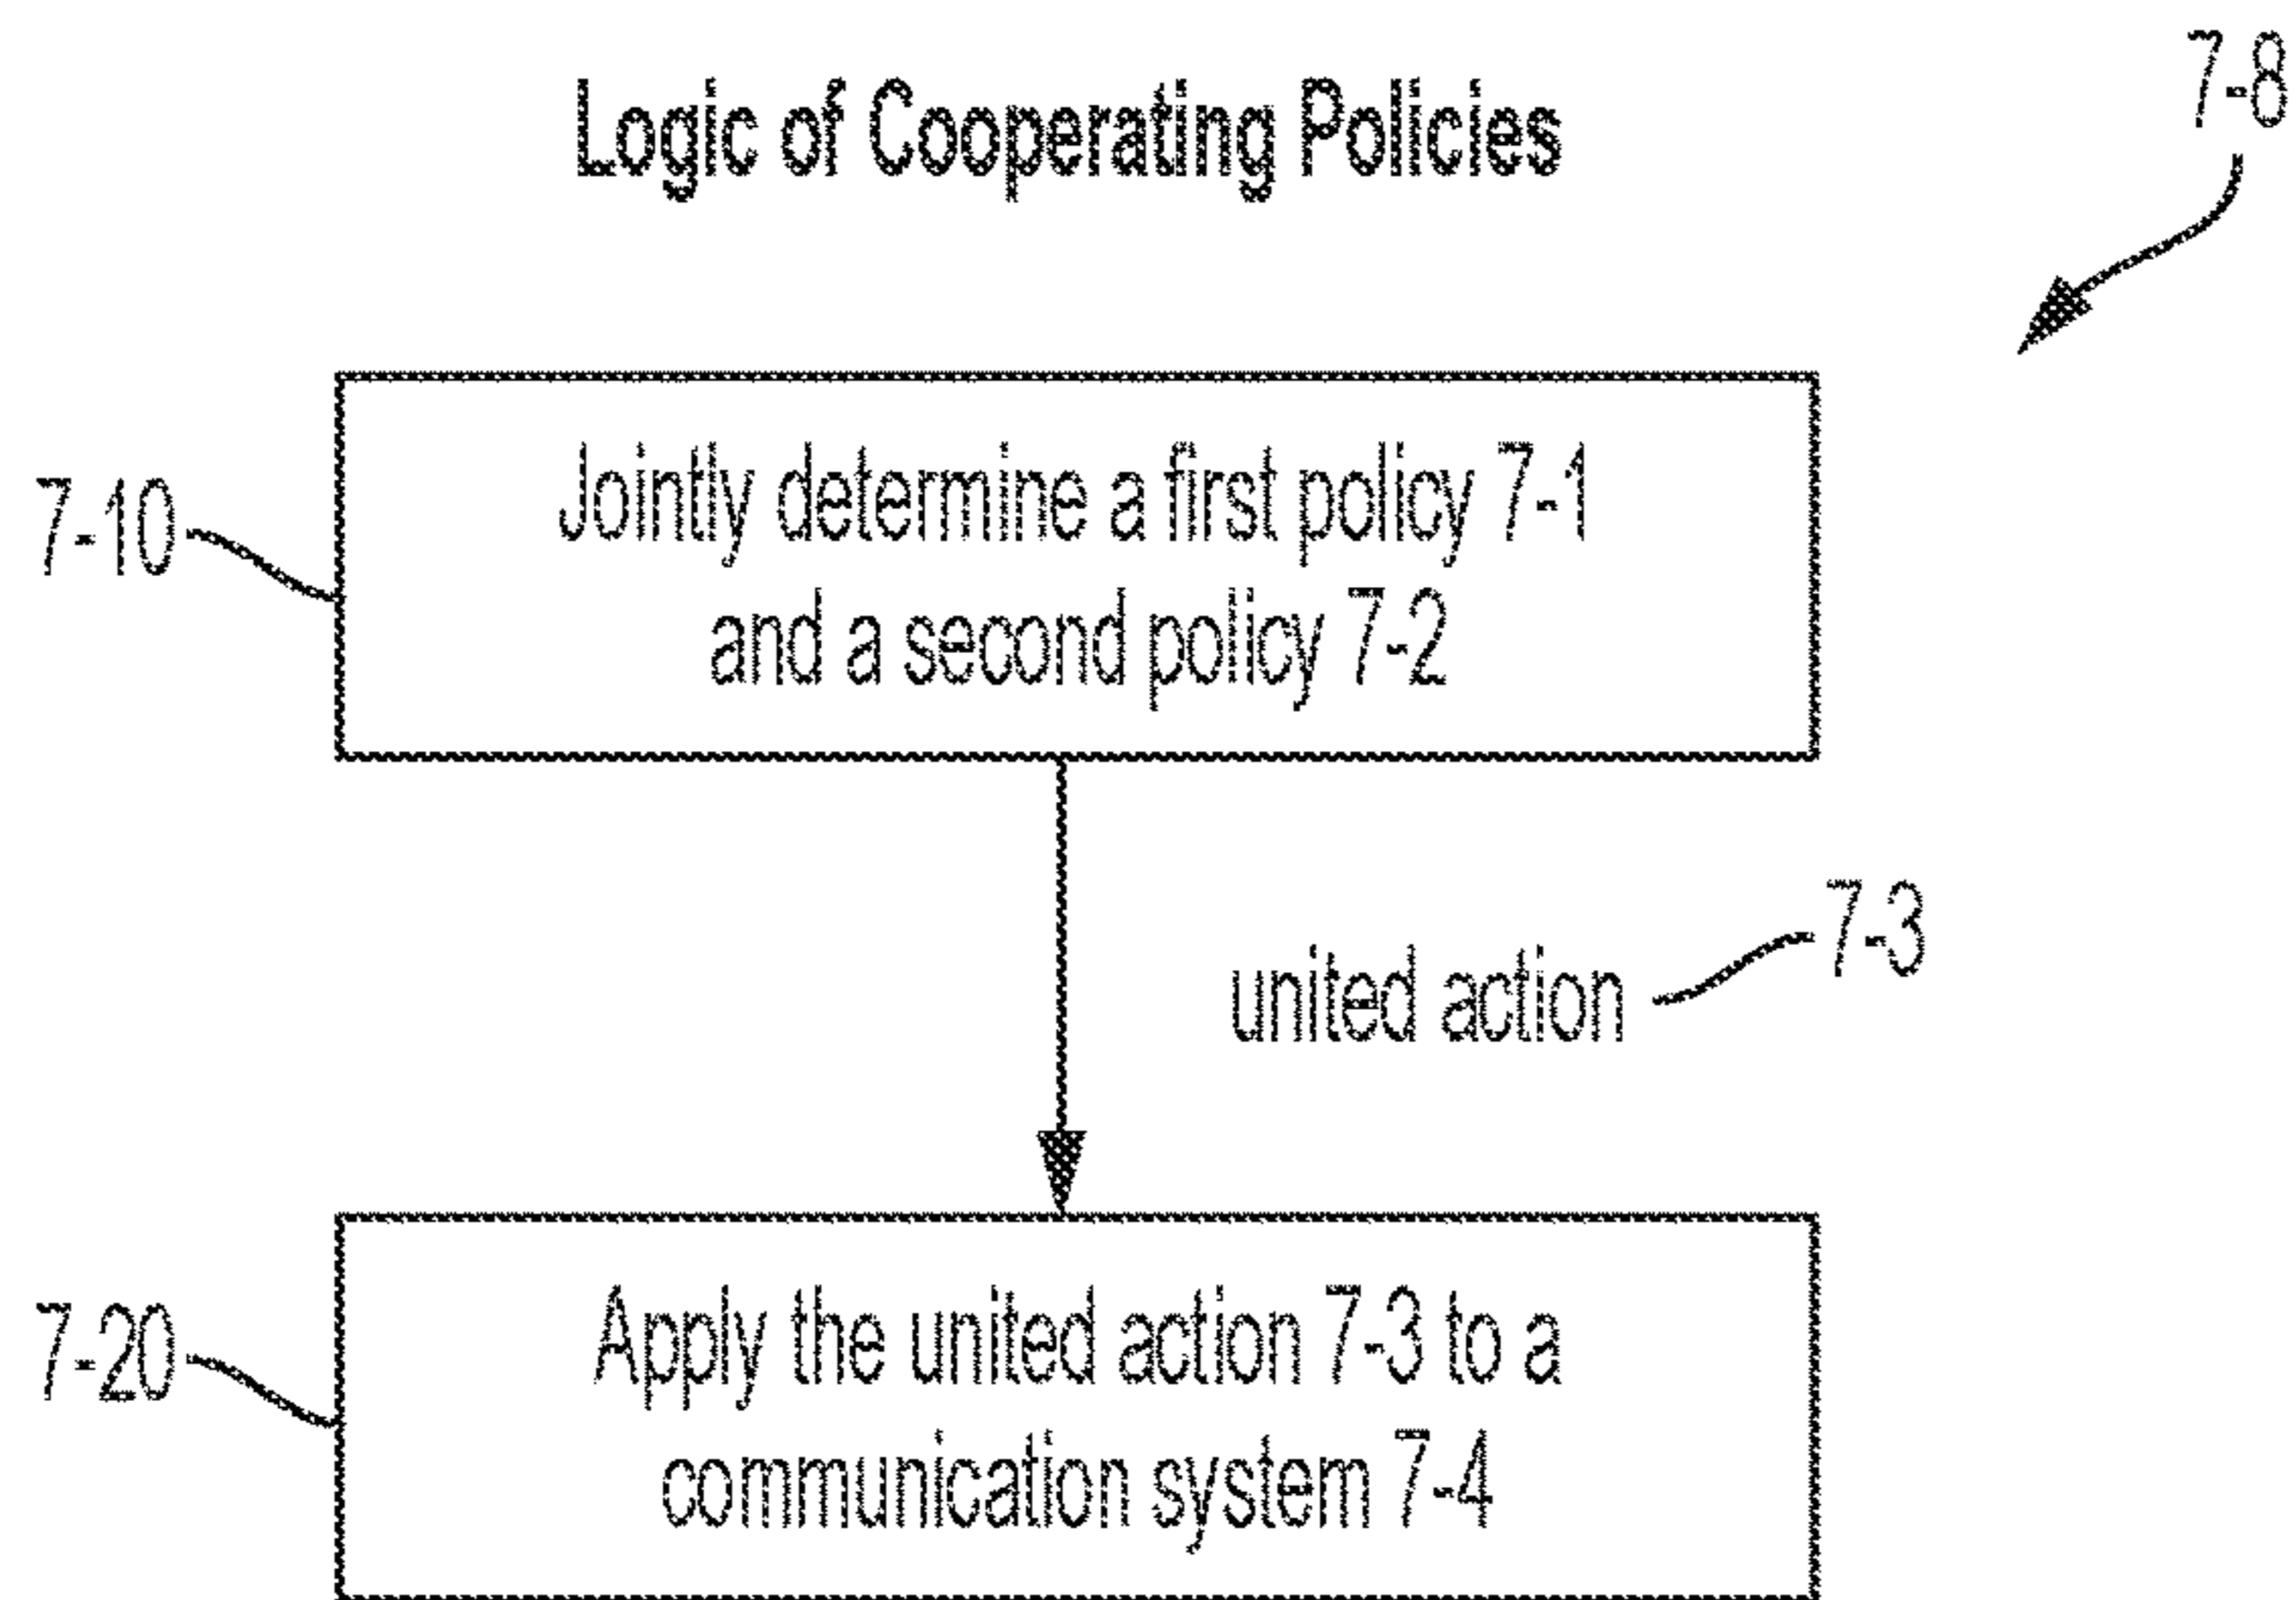 Logic of Cooperating Policies
7-8
7-10
Jointly determine a first policy 7-1
and a second policy 7-2
united action
7-3
7-20
Apply the united action 7-3 to a
communication system 7-4